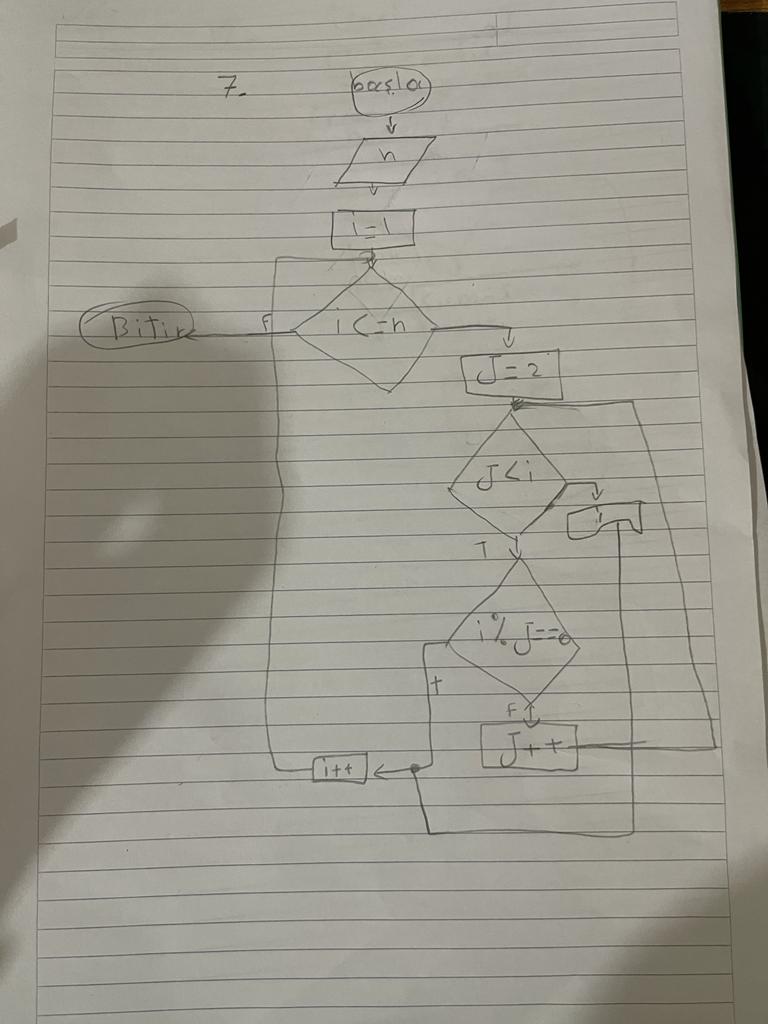 7.
başla
n
i=1
i<=n
F
Bitir
J=2
J<i
i
T
i%J==0
t
F
J++
i++